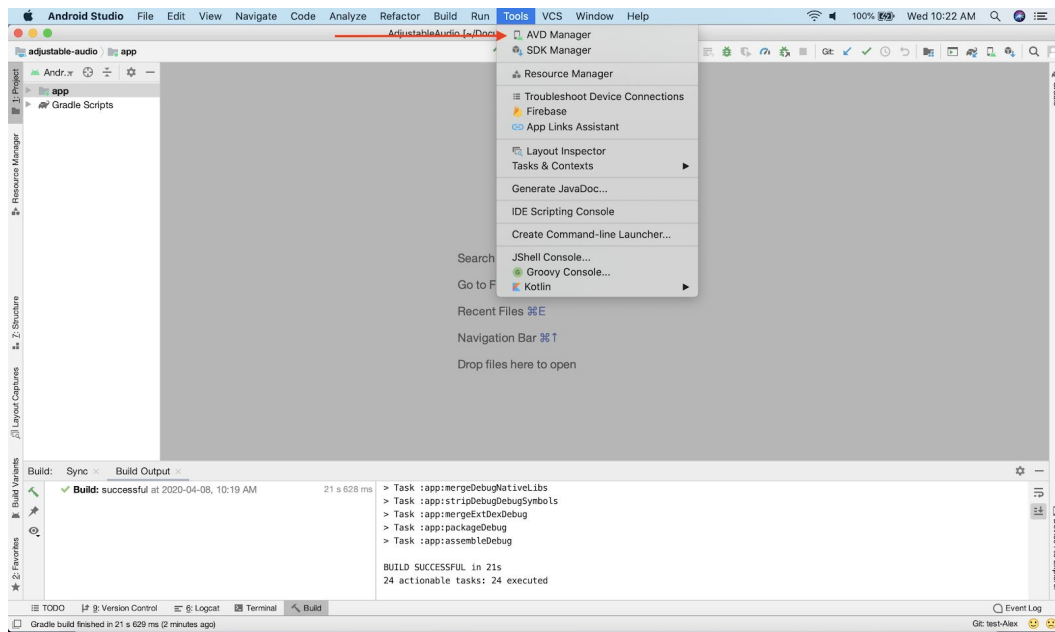 Android Studio File Edit View Navigate Code Analyze Refactor Build Run Tools VCS Window Help 100% Wed 10:22 AM
AdjustableAudio [~/Docu
adjustable-audio app
Git:
Andr.
app
Gradle Scripts
1: Project
Resource Manager
Z: Structure
Layout Captures
Build Variants
2: Favorites
AVD Manager
SDK Manager
Resource Manager
Troubleshoot Device Connections
Firebase
App Links Assistant
Layout Inspector
Tasks & Contexts
Generate JavaDoc...
IDE Scripting Console
Create Command-line Launcher...
JShell Console...
Groovy Console...
Kotlin
Search
Go to F
Recent Files ⌘E
Navigation Bar ⌘↑
Drop files here to open
Build: Sync Build Output
Build: successful at 2020-04-08, 10:19 AM 21 s 628 ms
> Task :app:mergeDebugNativeLibs
> Task :app:stripDebugDebugSymbols
> Task :app:mergeExtDexDebug
> Task :app:packageDebug
> Task :app:assembleDebug
BUILD SUCCESSFUL in 21s
24 actionable tasks: 24 executed
TODO 9: Version Control 6: Logcat Terminal Build Event Log
Gradle build finished in 21 s 629 ms (2 minutes ago) Git: test-Alex